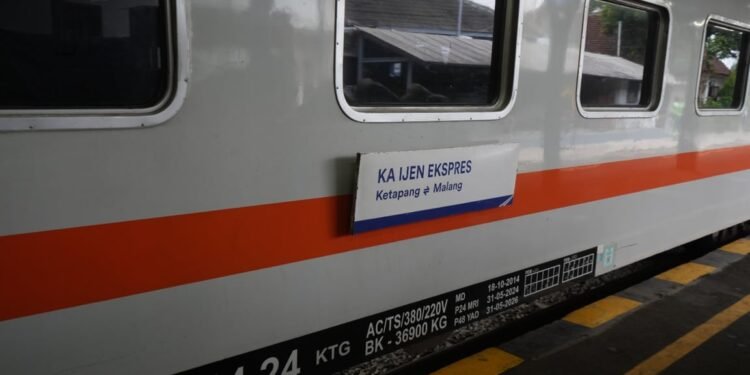 KA IJEN EKSPRES
Ketapang ⇌ Malang
24 KTG
AC/TS/380/220V
BK - 36900 KG
MD 18-10-2014
P24 MRI 31-05-2024
P48 YAD 31-05-2026